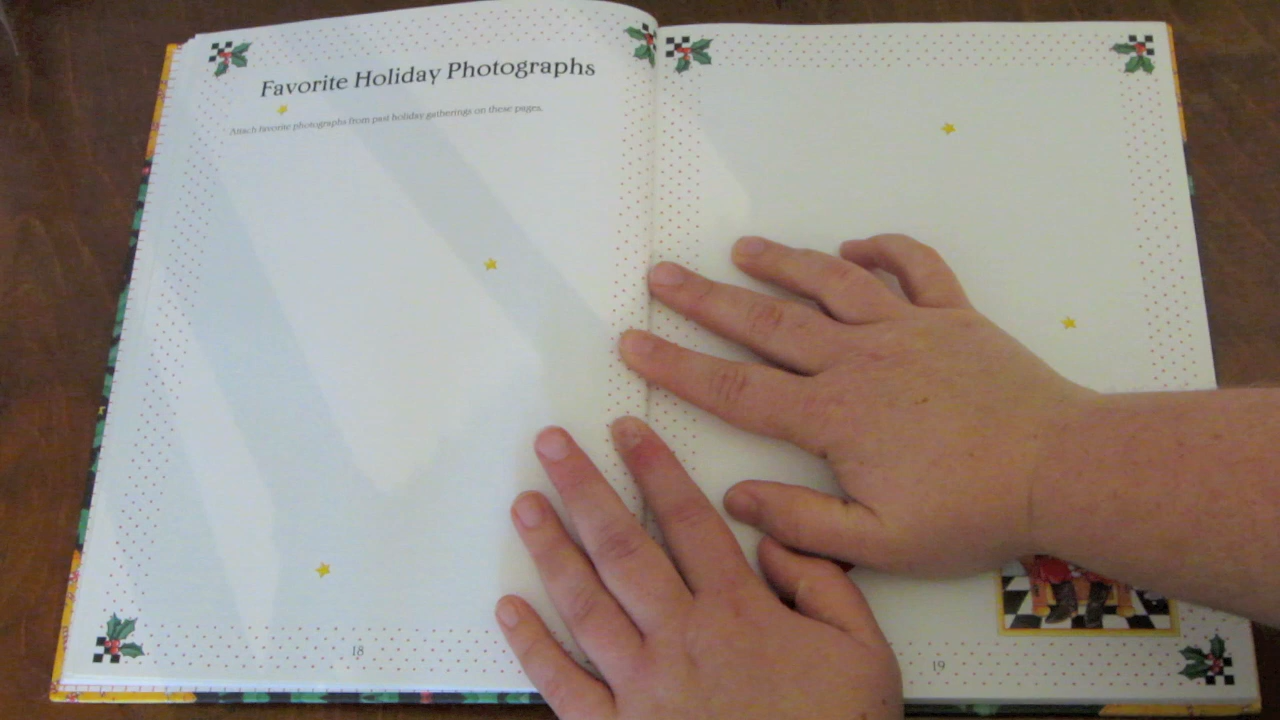 Favorite Holiday Photographs
Attach favorite photographs from past holiday gatherings on these pages.
18
19